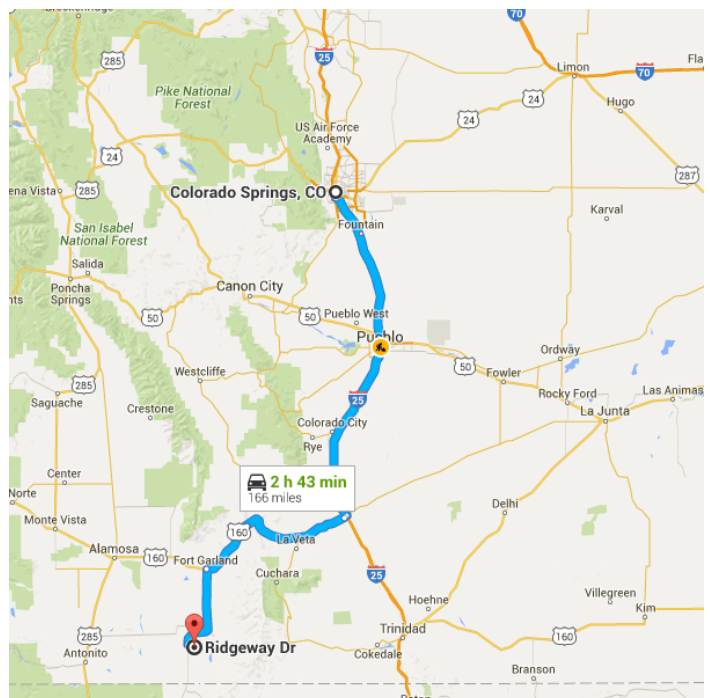 Breckenridge
285
25
70
Limon
Fla
Pike National
Forest
70
24
Hugo
US Air Force
Academy
24
24
287
ena Vista
285
Colorado Springs, CO
Karval
San Isabel
National Forest
Fountain
Salida
Poncha
Springs
nts
Canon City
50
50
Pueblo West
Pueblo
Ordway
50
Fowler
Westcliffe
285
25
Rocky Ford
Las Animas
Saguache
Crestone
La Junta
Colorado City
Rye
Center
2 h 43 min
166 miles
Norte
Delhi
Monte Vista
160
La Veta
Alamosa
160
Fort Garland
Cuchara
25
Villegreen
Hoehne
Kim
Trinidad
160
285
Ridgeway Dr
Antonito
Cokedale
Branson